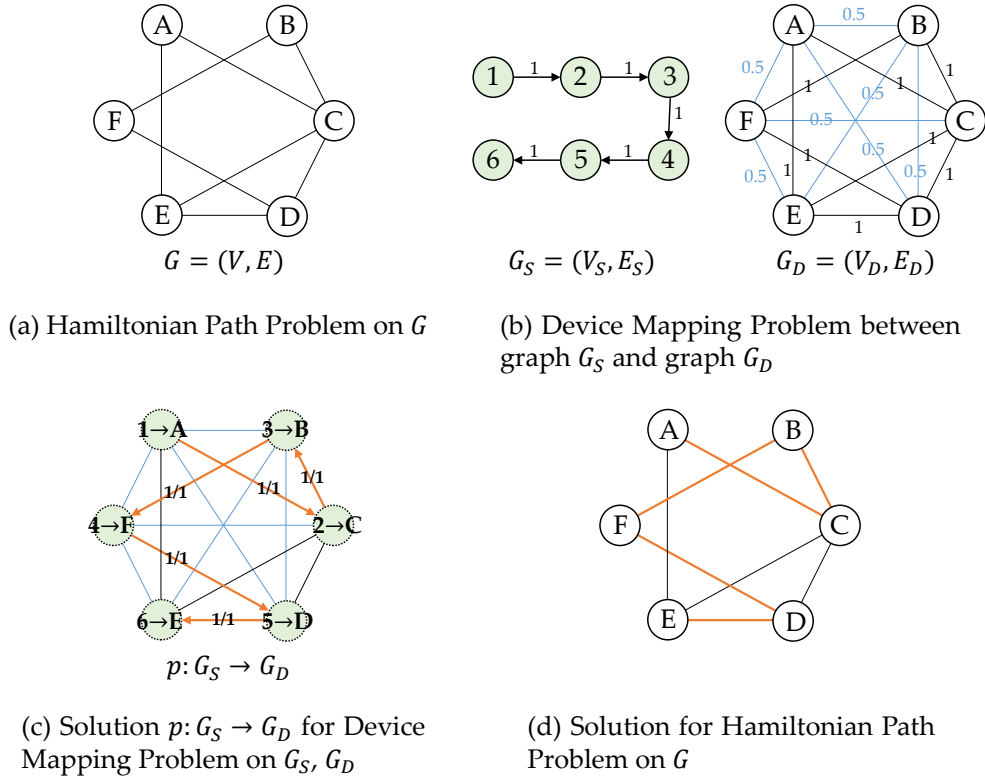 A B
F C
E D
G = (V, E)
(a) Hamiltonian Path Problem on G
1 1 2 1 3
1
6 1 5 1 4
G_S = (V_S, E_S)
A 0.5 B
0.5 1
1 1
0.5
F 0.5 C
1 1
0.5 0.5
0.5 1 1
E 1 D
G_D = (V_D, E_D)
(b) Device Mapping Problem between
graph G_S and graph G_D
1→A 3→B
1/1 1/1 1/1
4→F 2→C
1/1
6→E 1/1 5→D
p: G_S → G_D
(c) Solution p: G_S → G_D for Device
Mapping Problem on G_S, G_D
A B
F C
E D
(d) Solution for Hamiltonian Path
Problem on G